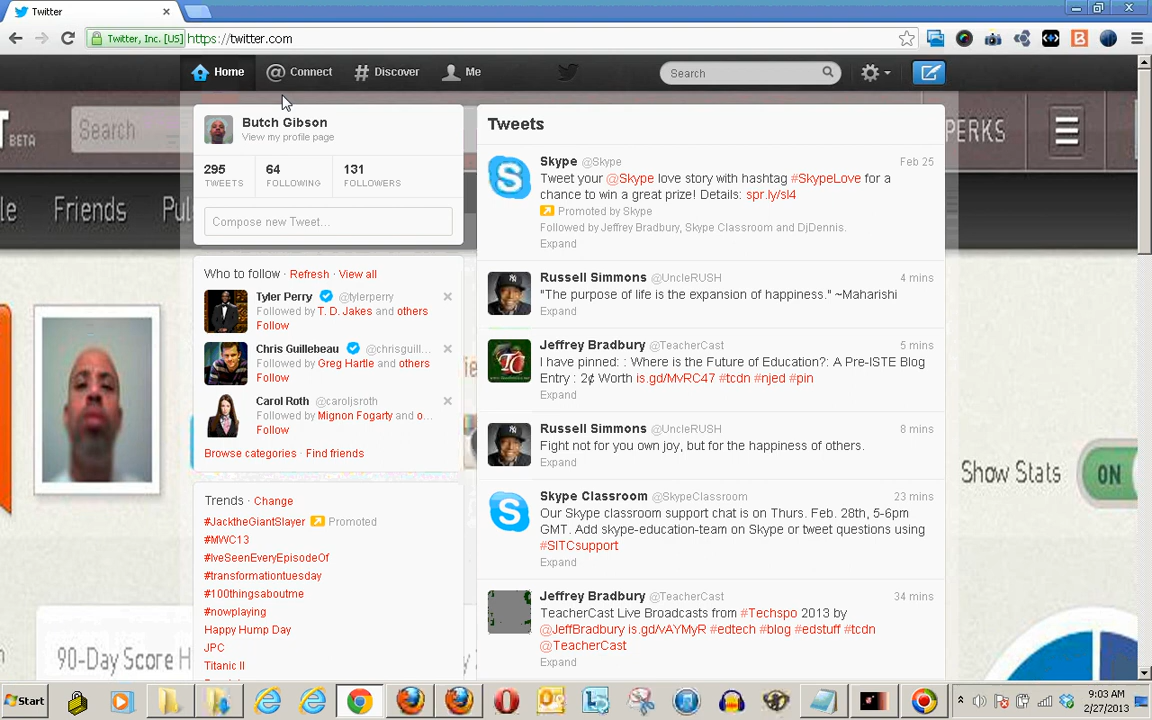 Twitter
Twitter, Inc. [US] https://twitter.com
Home
Connect
Discover
Me
Search
T BETA
Search
PERKS
Friends
Butch Gibson
View my profile page
295
TWEETS
64
FOLLOWING
131
FOLLOWERS
Compose new Tweet...
Who to follow · Refresh · View all
Tyler Perry @tylerperry
Followed by T. D. Jakes and others
Follow
Chris Guillebeau @chrisguill...
Followed by Greg Hartle and others
Follow
Carol Roth @caroljsroth
Followed by Mignon Fogarty and o...
Follow
Browse categories · Find friends
Trends · Change
#JacktheGiantSlayer Promoted
#MWC13
#IveSeenEveryEpisodeOf
#transformationtuesday
#100thingsaboutme
#nowplaying
Happy Hump Day
JPC
Titanic II
Tweets
Skype @Skype Feb 25
Tweet your @Skype love story with hashtag #SkypeLove for a
chance to win a great prize! Details: spr.ly/sl4
Promoted by Skype
Followed by Jeffrey Bradbury, Skype Classroom and DjDennis.
Expand
Russell Simmons @UncleRUSH 4 mins
"The purpose of life is the expansion of happiness." ~Maharishi
Expand
Jeffrey Bradbury @TeacherCast 5 mins
I have pinned: : Where is the Future of Education?: A Pre-ISTE Blog
Entry : 2¢ Worth is.gd/MvRC47 #tcdn #njed #pin
Expand
Russell Simmons @UncleRUSH 8 mins
Fight not for you own joy, but for the happiness of others.
Expand
Skype Classroom @SkypeClassroom 23 mins
Our Skype classroom support chat is on Thurs. Feb. 28th, 5-6pm
GMT. Add skype-education-team on Skype or tweet questions using
#SITCsupport
Expand
Jeffrey Bradbury @TeacherCast 34 mins
TeacherCast Live Broadcasts from #Techspo 2013 by
@JeffBradbury is.gd/vAYMyR #edtech #blog #edstuff #tcdn
@TeacherCast
Expand
Show Stats ON
90-Day Score H
Start
9:03 AM
2/27/2013